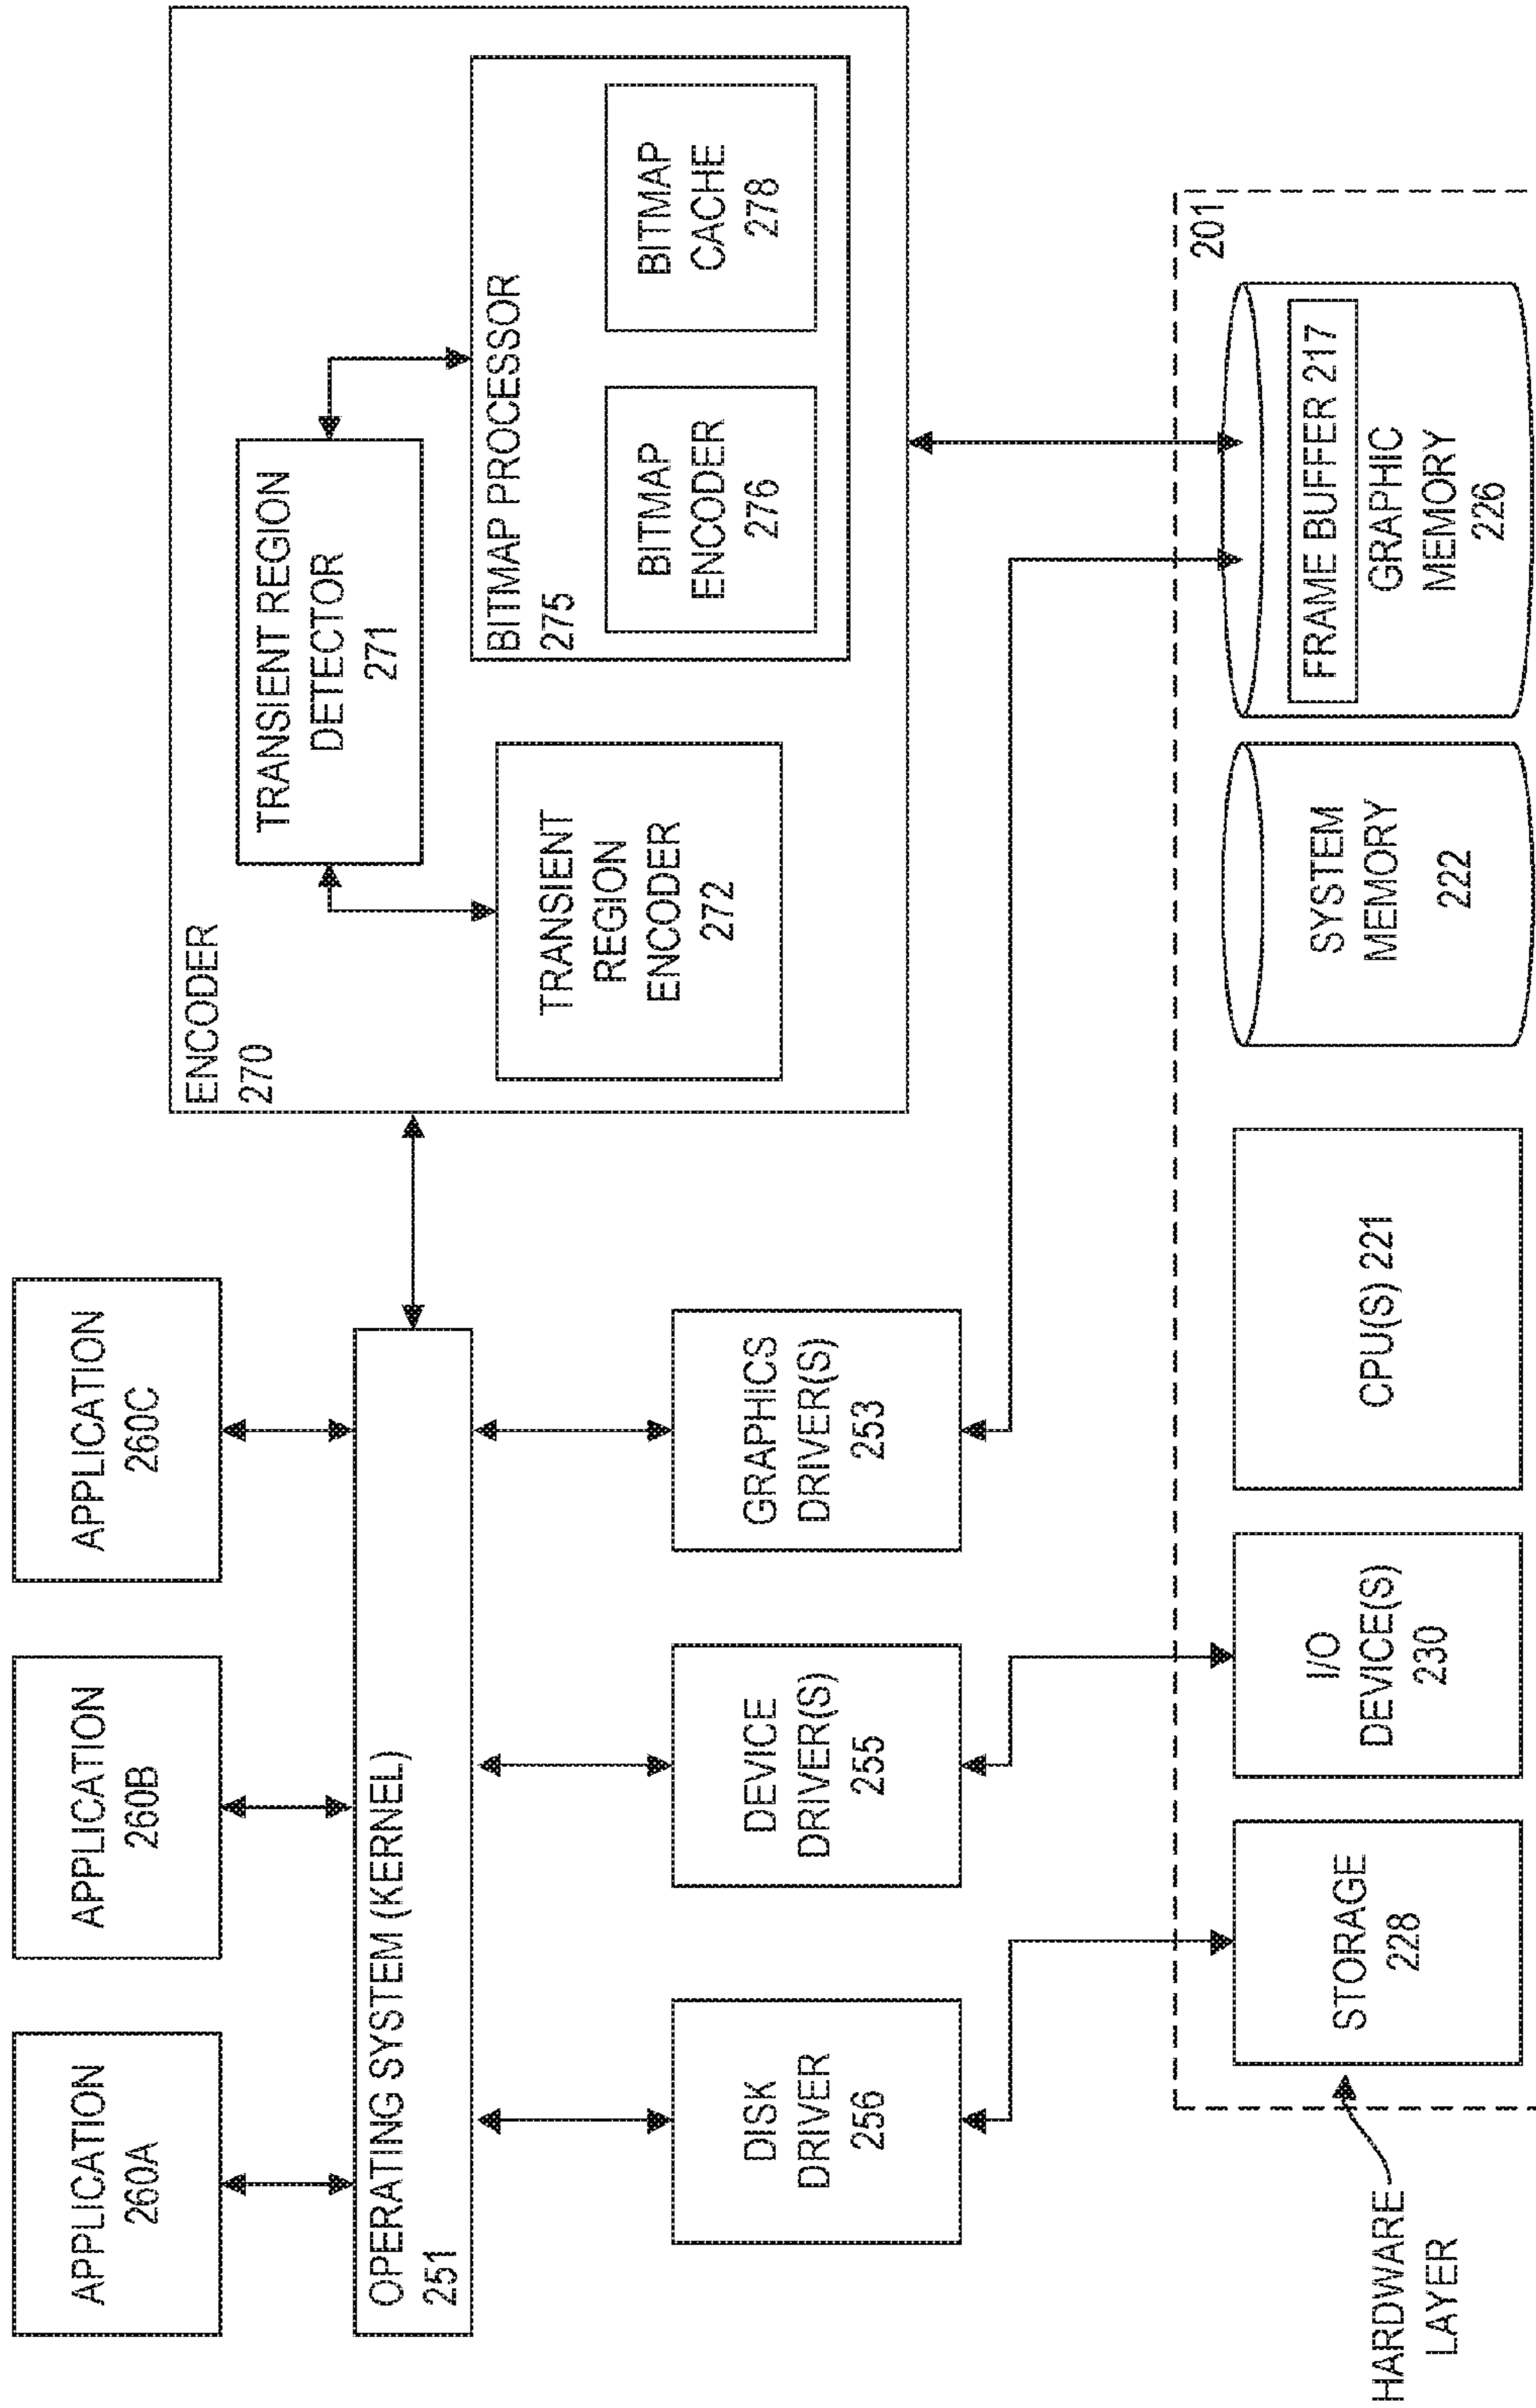 APPLICATION
260A
APPLICATION
260B
APPLICATION
260C
OPERATING SYSTEM (KERNEL)
251
ENCODER
270
TRANSIENT REGION
DETECTOR
271
TRANSIENT
REGION
ENCODER
272
BITMAP PROCESSOR
275
BITMAP
ENCODER
276
BITMAP
CACHE
278
DISK
DRIVER
256
DEVICE
DRIVER(S)
255
GRAPHICS
DRIVER(S)
253
201
HARDWARE
LAYER
STORAGE
228
I/O
DEVICE(S)
230
CPU(S) 221
SYSTEM
MEMORY
222
FRAME BUFFER 217
GRAPHIC
MEMORY
226